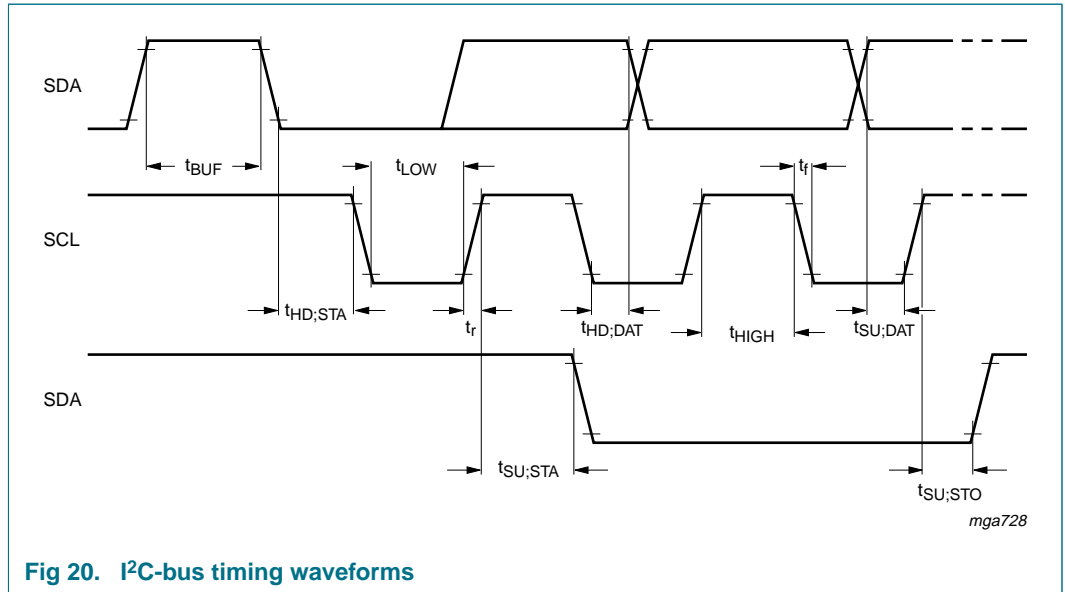 SDA
tBUF
tLOW
tf
SCL
tHD;STA
tr
tHD;DAT
tHIGH
tSU;DAT
SDA
tSU;STA
tSU;STO
mga728
Fig 20. I²C-bus timing waveforms